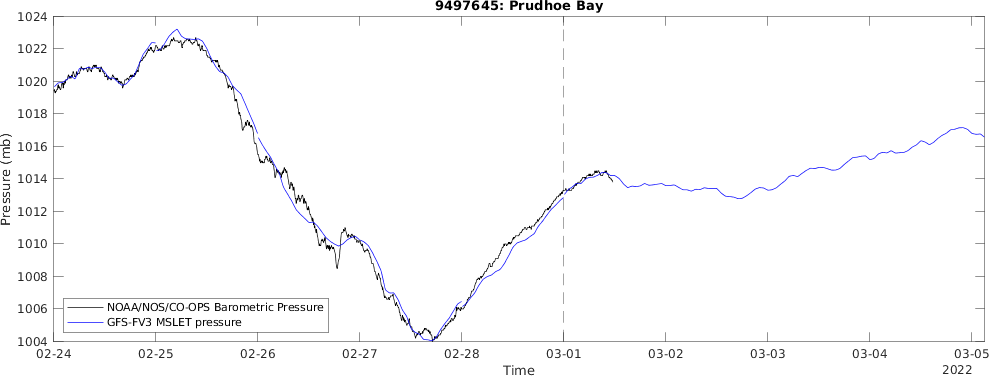 9497645: Prudhoe Bay
1024
1022
1020
1018
1016
1014
1012
1010
1008
1006
1004
Pressure (mb)
NOAA/NOS/CO-OPS Barometric Pressure
GFS-FV3 MSLET pressure
02-24 02-25 02-26 02-27 02-28 03-01 03-02 03-03 03-04 03-05
Time
2022